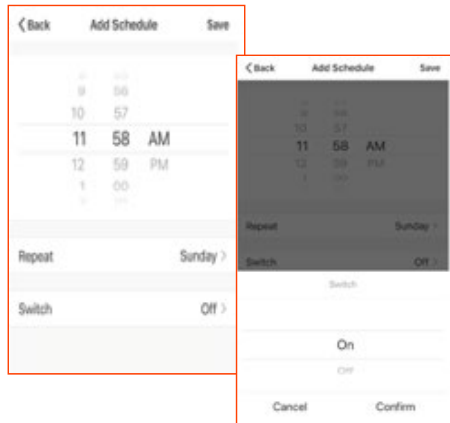 Back Add Schedule Save
9 56
10 57
11 58 AM
12 59 PM
1 00
Repeat Sunday
Switch Off
Back Add Schedule Save
10 57
11 58 AM
12 59 PM
1 00
Repeat Sunday
Switch Off
Switch
On
Off
Cancel Confirm